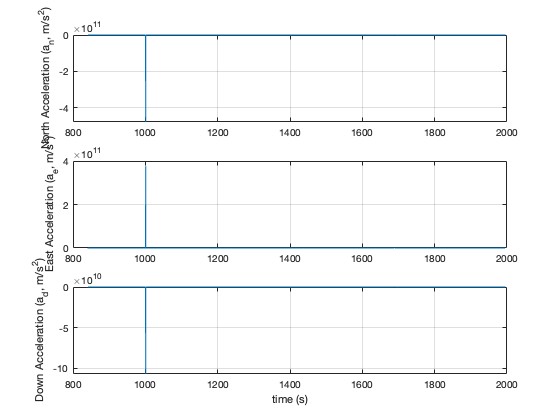 ×10^11
North Acceleration (a_n, m/s^2)
0
-2
-4
800 1000 1200 1400 1600 1800 2000
×10^11
East Acceleration (a_e, m/s^2)
4
2
0
800 1000 1200 1400 1600 1800 2000
×10^10
Down Acceleration (a_d, m/s^2)
0
-5
-10
800 1000 1200 1400 1600 1800 2000
time (s)